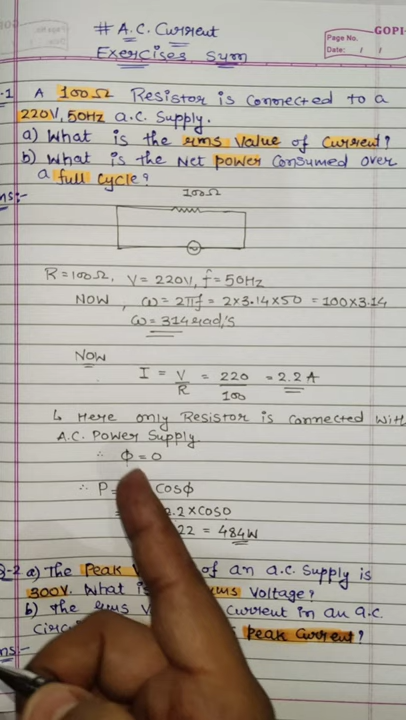 # A.C. Current
Exercises sum
GOPI
Page No.
Date: / /
-1 A 100Ω Resistor is connected to a
220V, 50Hz a.c. Supply.
a) What is the rms Value of Current?
b) What is the Net power Consumed over
a full Cycle?
ns:-
100Ω
R = 100Ω, V = 220V, f = 50Hz
NOW, ω = 2πf = 2×3.14×50 = 100×3.14
ω = 314 rad/s
NOW
I = V/R = 220/100 = 2.2 A
↳ Here only Resistor is connected with
A.C. Power Supply.
∴ φ = 0
∴ P = cosφ
.2×cos0
22 = 484W
-2 a) The Peak of an a.c. Supply is
300V. What rms Voltage?
b) The rms Current in an a.c.
peak Current?
ns:-